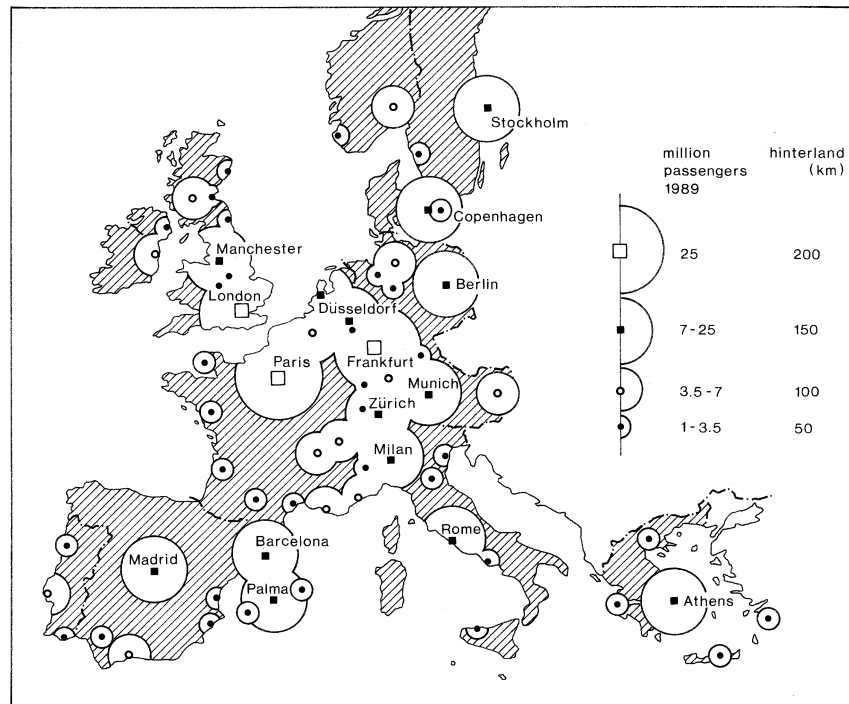 Stockholm
Copenhagen
Manchester
London
Berlin
Düsseldorf
Paris
Frankfurt
Munich
Zürich
Milan
Rome
Barcelona
Madrid
Palma
Athens
million hinterland
passengers (km)
1989
25 200
7-25 150
3.5-7 100
1-3.5 50